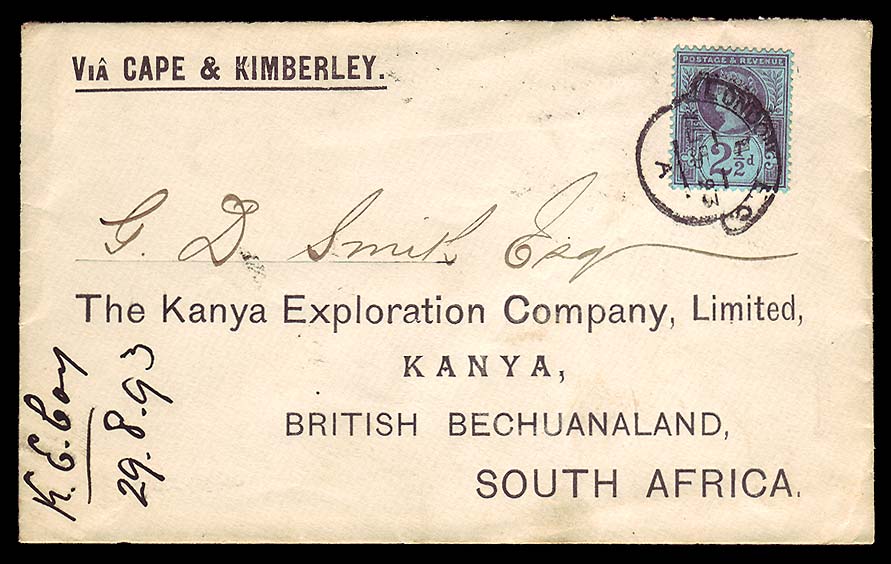 VIÂ CAPE & KIMBERLEY.
POSTAGE & REVENUE
2½d
LONDON E.C
A
93
G. D. Smith Esq
The Kanya Exploration Company, Limited,
KANYA,
BRITISH BECHUANALAND,
SOUTH AFRICA.
K. E. Coy
29.8.93